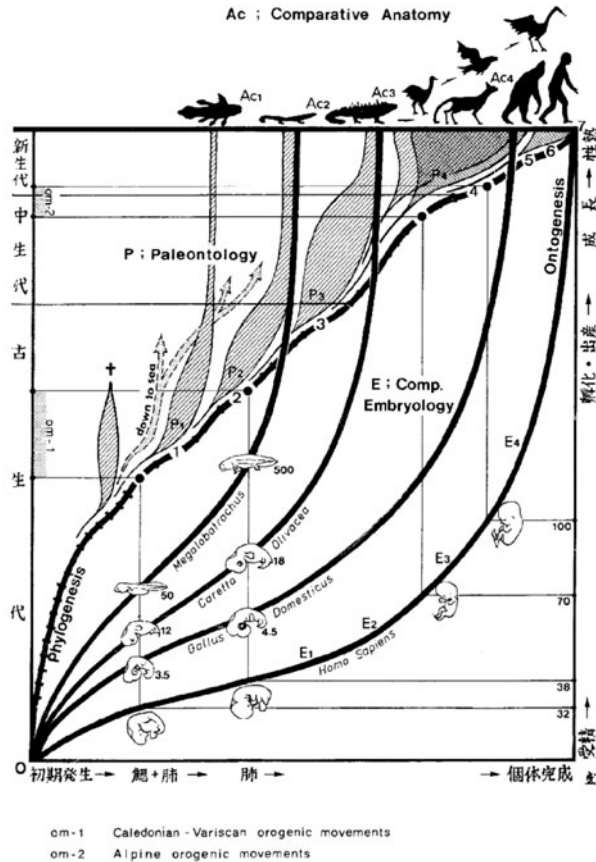 Ac ; Comparative Anatomy
Ac1
Ac2
Ac3
Ac4
新生代
中生代
古生代
om-2
om-1
P ; Paleontology
down to sea
P1
P2
P3
P4
1
2
3
4
5
6
7
Phylogenesis
Ontogenesis
E ; Comp.
Embryology
E1
E2
E3
E4
Megalobatrachus
Caretta Olivacea
Gallus Domesticus
Homo Sapiens
500
50
18
12
4.5
3.5
100
70
38
32
性熟
成長→
孵化・出産→
受精→
O
初期発生→ 鰓+肺→ 肺→ →個体完成
om-1 Caledonian - Variscan orogenic movements
om-2 Alpine orogenic movements